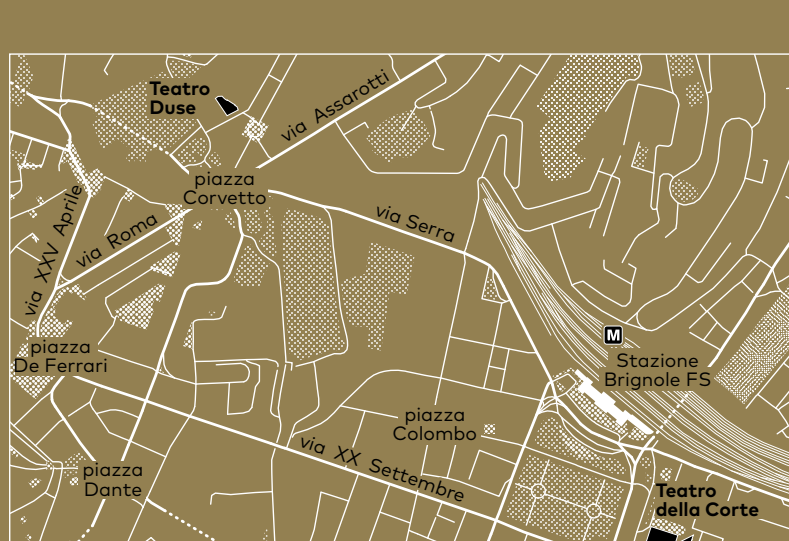 Teatro
Duse
via Assarotti
piazza
Corvetto
via XXV Aprile
via Roma
via Serra
M
Stazione
Brignole FS
piazza
De Ferrari
piazza
Colombo
via XX Settembre
piazza
Dante
Teatro
della Corte